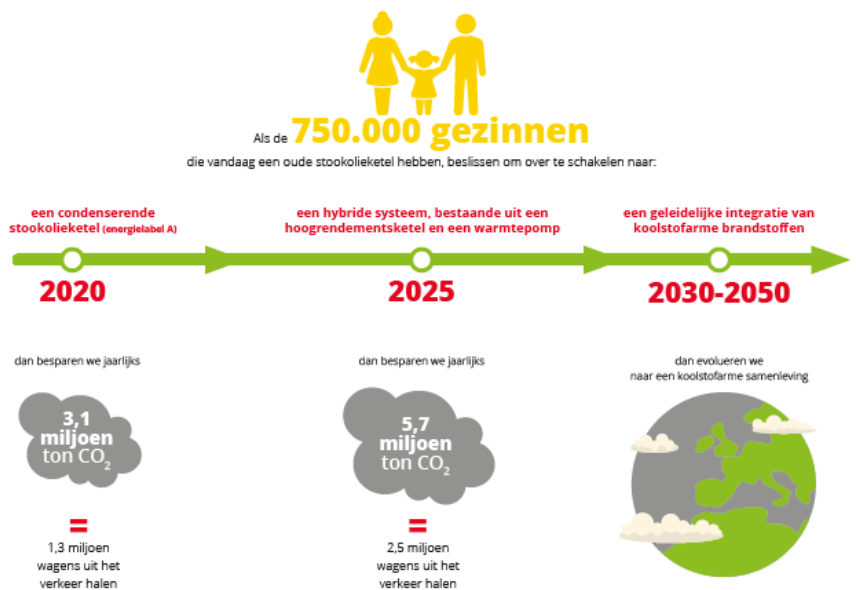 Als de 750.000 gezinnen
die vandaag een oude stookolieketel hebben, beslissen om over te schakelen naar:
een condenserende
stookolieketel (energielabel A)
2020
dan besparen we jaarlijks
3,1
miljoen
ton CO₂
=
1,3 miljoen
wagens uit het
verkeer halen
een hybride systeem, bestaande uit een
hoogrendementsketel en een warmtepomp
2025
dan besparen we jaarlijks
5,7
miljoen
ton CO₂
=
2,5 miljoen
wagens uit het
verkeer halen
een geleidelijke integratie van
koolstofarme brandstoffen
2030-2050
dan evolueren we
naar een koolstofarme samenleving